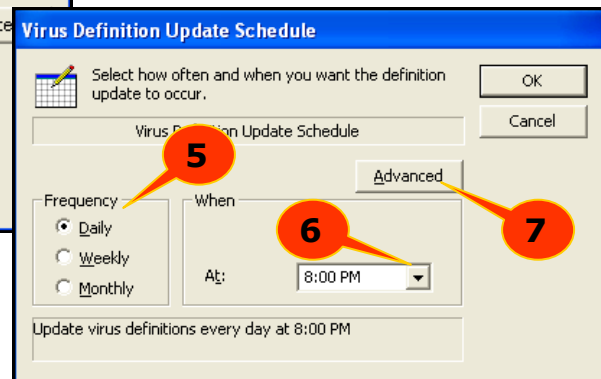 te
Virus Definition Update Schedule
Select how often and when you want the definition
update to occur.
OK
Cancel
Virus Definition Update Schedule
5
Advanced
7
Frequency
When
Daily
Weekly
Monthly
6
At:
8:00 PM
Update virus definitions every day at 8:00 PM